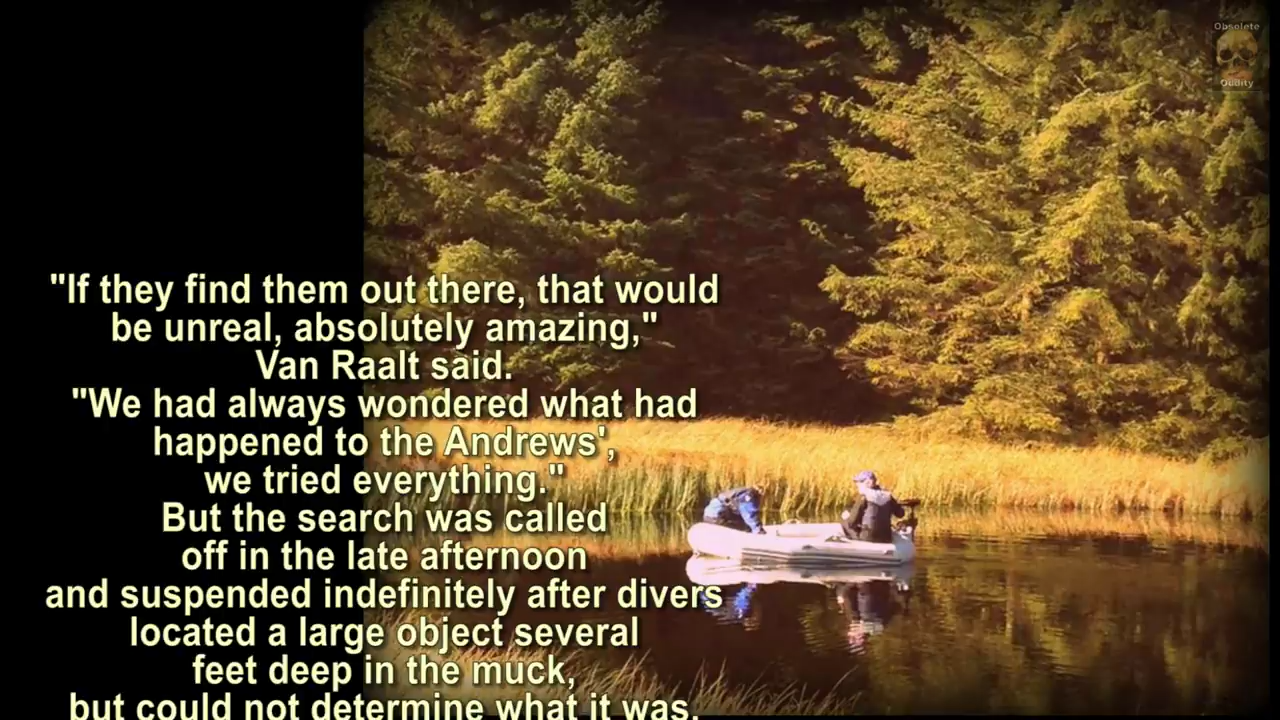 Obsolete
Oddity
"If they find them out there, that would
be unreal, absolutely amazing,"
Van Raalt said.
"We had always wondered what had
happened to the Andrews',
we tried everything."
But the search was called
off in the late afternoon
and suspended indefinitely after divers
located a large object several
feet deep in the muck,
but could not determine what it was.